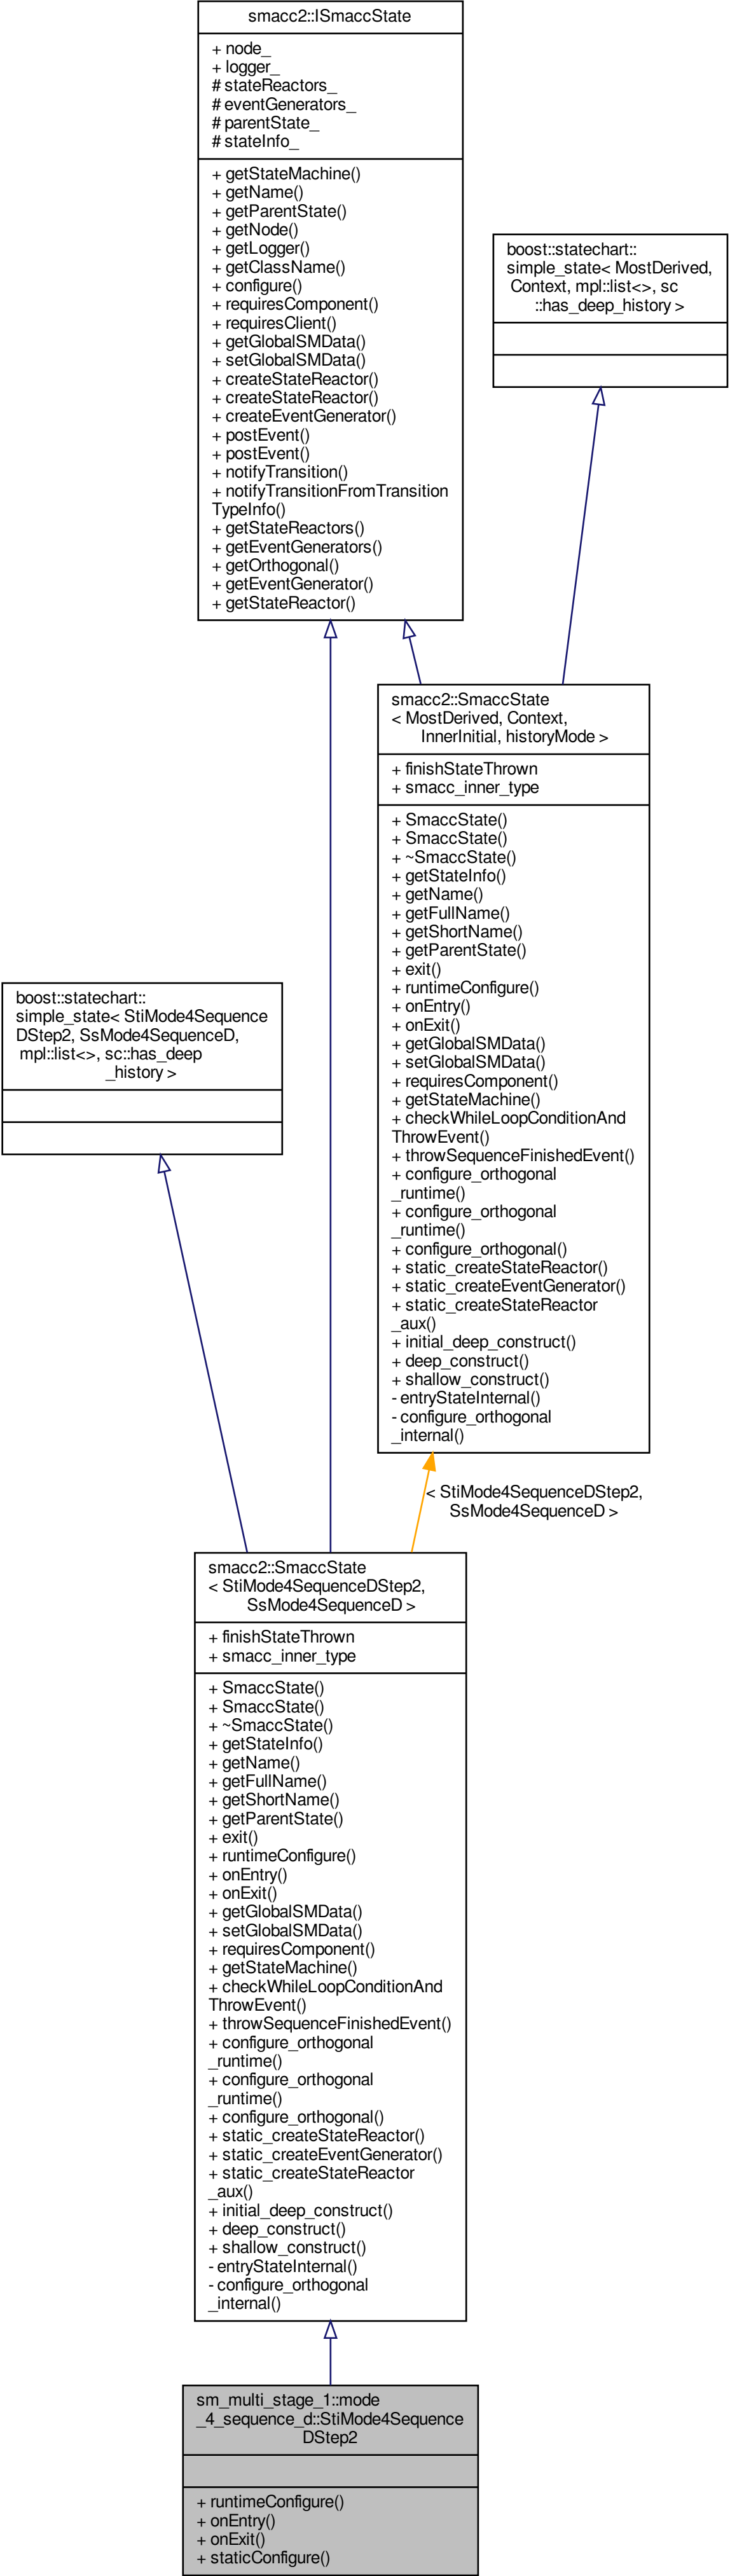 smacc2::ISmaccState
+ node_
+ logger_
# stateReactors_
# eventGenerators_
# parentState_
# stateInfo_
+ getStateMachine()
+ getName()
+ getParentState()
+ getNode()
+ getLogger()
+ getClassName()
+ configure()
+ requiresComponent()
+ requiresClient()
+ getGlobalSMData()
+ setGlobalSMData()
+ createStateReactor()
+ createStateReactor()
+ createEventGenerator()
+ postEvent()
+ postEvent()
+ notifyTransition()
+ notifyTransitionFromTransition
TypeInfo()
+ getStateReactors()
+ getEventGenerators()
+ getOrthogonal()
+ getEventGenerator()
+ getStateReactor()
boost::statechart::
simple_state< MostDerived,
Context, mpl::list<>, sc
::has_deep_history >
smacc2::SmaccState
< MostDerived, Context,
InnerInitial, historyMode >
+ finishStateThrown
+ smacc_inner_type
+ SmaccState()
+ SmaccState()
+ ~SmaccState()
+ getStateInfo()
+ getName()
+ getFullName()
+ getShortName()
+ getParentState()
+ exit()
+ runtimeConfigure()
+ onEntry()
+ onExit()
+ getGlobalSMData()
+ setGlobalSMData()
+ requiresComponent()
+ getStateMachine()
+ checkWhileLoopConditionAnd
ThrowEvent()
+ throwSequenceFinishedEvent()
+ configure_orthogonal
_runtime()
+ configure_orthogonal
_runtime()
+ configure_orthogonal()
+ static_createStateReactor()
+ static_createEventGenerator()
+ static_createStateReactor
_aux()
+ initial_deep_construct()
+ deep_construct()
+ shallow_construct()
- entryStateInternal()
- configure_orthogonal
_internal()
boost::statechart::
simple_state< StiMode4Sequence
DStep2, SsMode4SequenceD,
mpl::list<>, sc::has_deep
_history >
< StiMode4SequenceDStep2,
SsMode4SequenceD >
smacc2::SmaccState
< StiMode4SequenceDStep2,
SsMode4SequenceD >
+ finishStateThrown
+ smacc_inner_type
+ SmaccState()
+ SmaccState()
+ ~SmaccState()
+ getStateInfo()
+ getName()
+ getFullName()
+ getShortName()
+ getParentState()
+ exit()
+ runtimeConfigure()
+ onEntry()
+ onExit()
+ getGlobalSMData()
+ setGlobalSMData()
+ requiresComponent()
+ getStateMachine()
+ checkWhileLoopConditionAnd
ThrowEvent()
+ throwSequenceFinishedEvent()
+ configure_orthogonal
_runtime()
+ configure_orthogonal
_runtime()
+ configure_orthogonal()
+ static_createStateReactor()
+ static_createEventGenerator()
+ static_createStateReactor
_aux()
+ initial_deep_construct()
+ deep_construct()
+ shallow_construct()
- entryStateInternal()
- configure_orthogonal
_internal()
sm_multi_stage_1::mode
_4_sequence_d::StiMode4Sequence
DStep2
+ runtimeConfigure()
+ onEntry()
+ onExit()
+ staticConfigure()